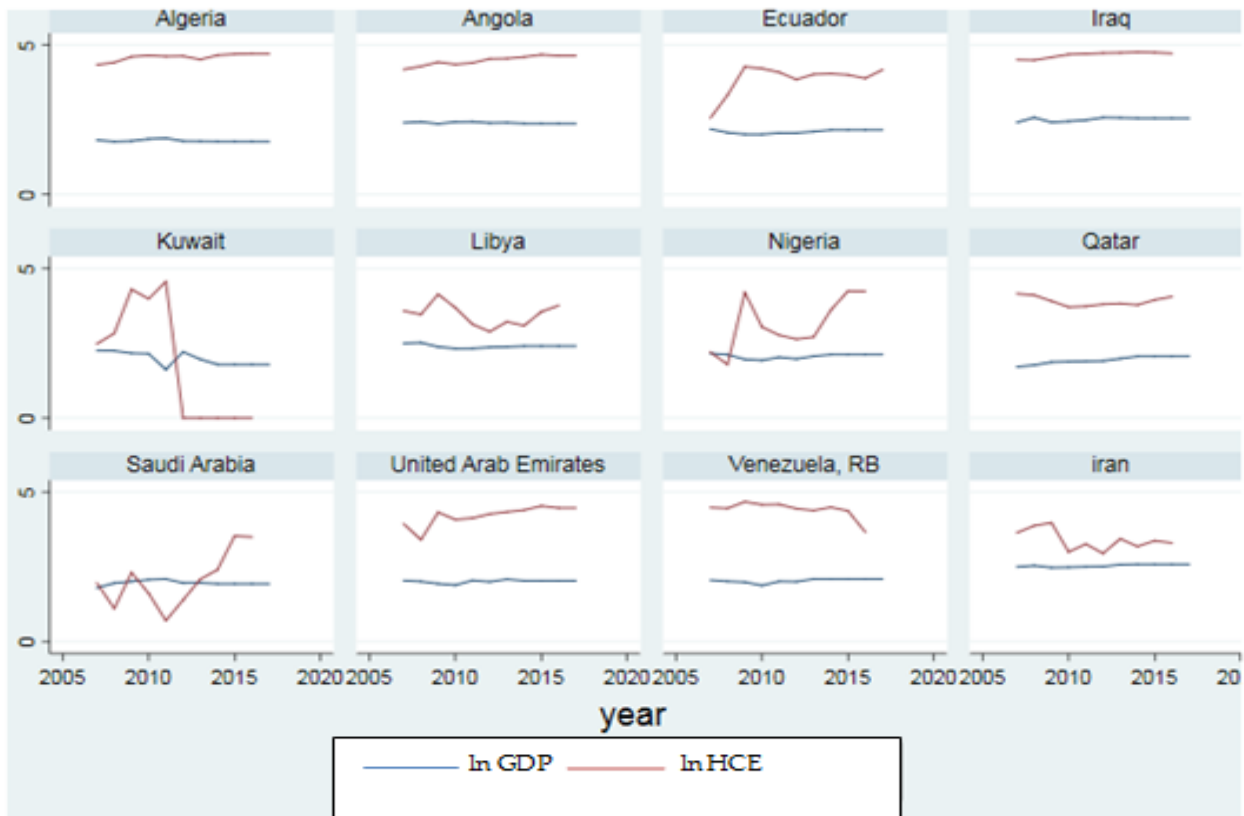 Algeria Angola Ecuador Iraq
5
0
Kuwait Libya Nigeria Qatar
5
0
Saudi Arabia United Arab Emirates Venezuela, RB iran
5
0
2005 2010 2015 2020 2005 2010 2015 2020 2005 2010 2015 2020 2005 2010 2015 20
year
ln GDP ln HCE